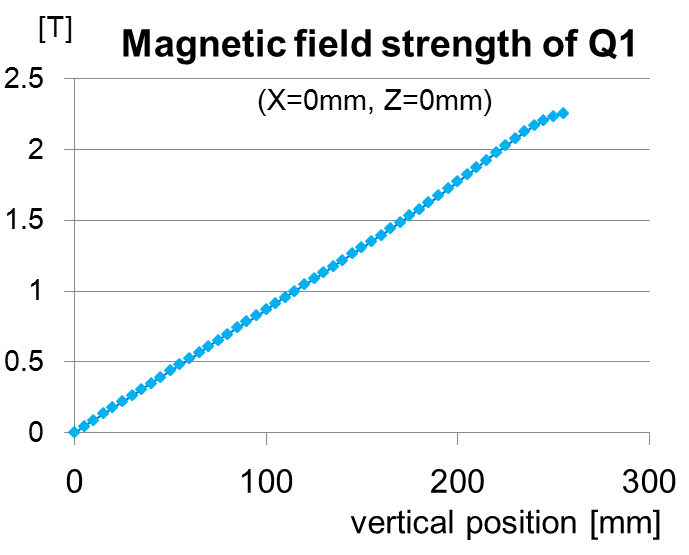 [T]
Magnetic field strength of Q1
(X=0mm, Z=0mm)
2.5
2
1.5
1
0.5
0
0 100 200 300
vertical position [mm]